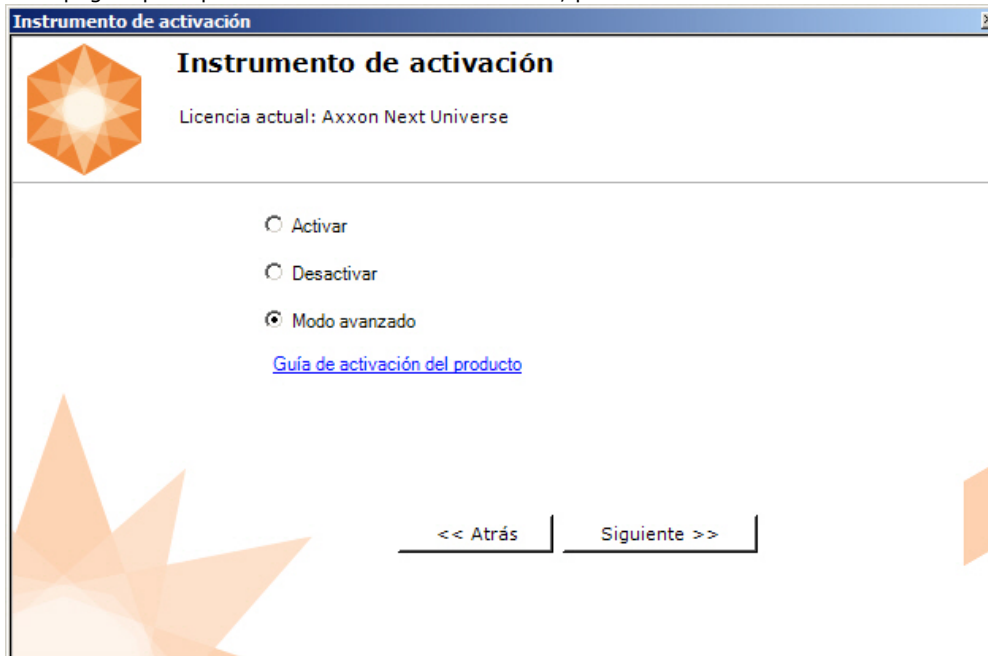 Instrumento de activación
Instrumento de activación
Licencia actual: Axxon Next Universe
Activar
Desactivar
Modo avanzado
Guía de activación del producto
<< Atrás
Siguiente >>